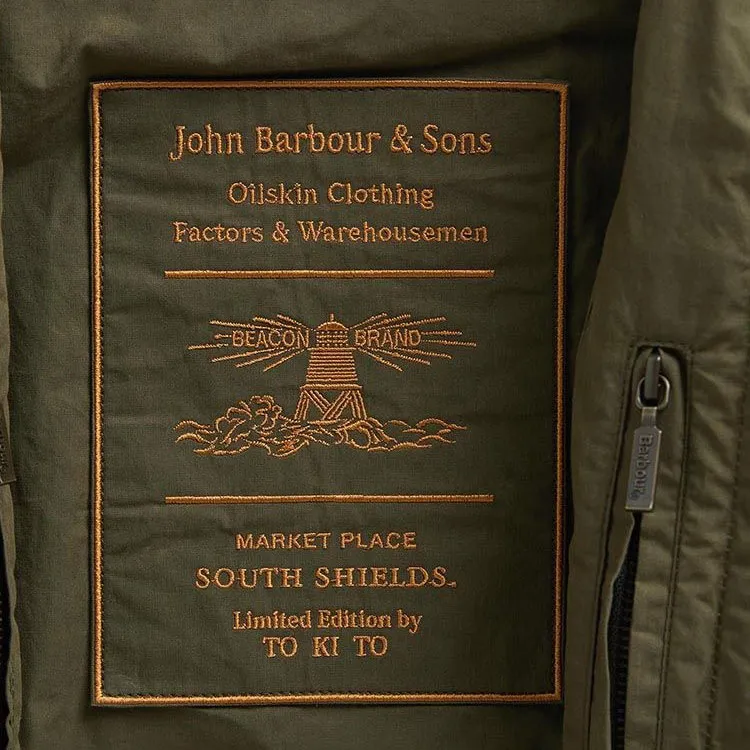 John Barbour & Sons
Oilskin Clothing
Factors & Warehousemen
BEACON BRAND
MARKET PLACE
SOUTH SHIELDS.
Limited Edition by
TO KI TO
Barbour